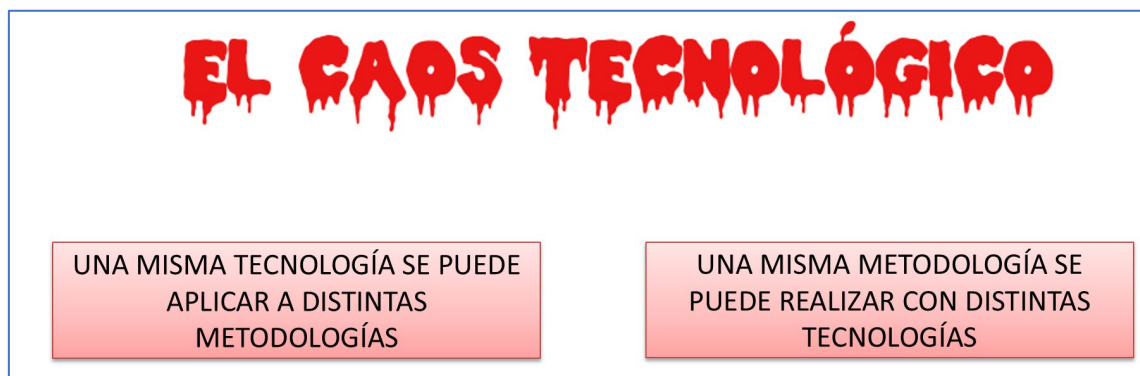 EL CAOS TECNOLÓGICO
UNA MISMA TECNOLOGÍA SE PUEDE
APLICAR A DISTINTAS
METODOLOGÍAS
UNA MISMA METODOLOGÍA SE
PUEDE REALIZAR CON DISTINTAS
TECNOLOGÍAS